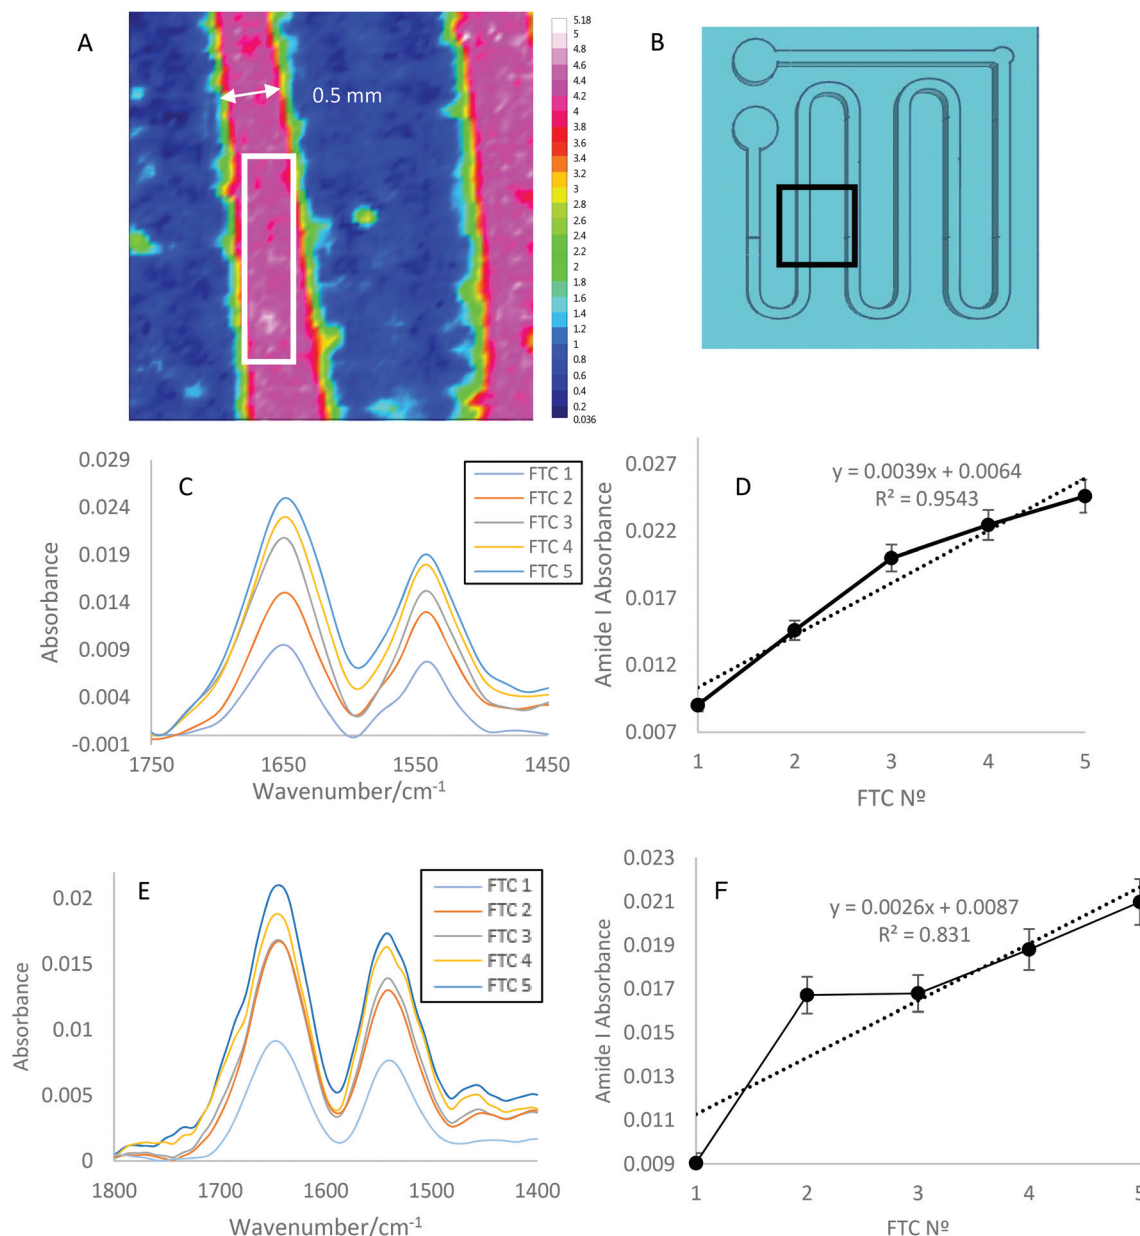 A
0.5 mm
5.18
5
4.8
4.6
4.4
4.2
4
3.8
3.6
3.4
3.2
3
2.8
2.6
2.4
2.2
2
1.8
1.6
1.4
1.2
1
0.8
0.6
0.4
0.2
0.036
B
C
0.029
0.024
0.019
0.014
0.009
0.004
-0.001
Absorbance
1750 1650 1550 1450
Wavenumber/cm⁻¹
FTC 1
FTC 2
FTC 3
FTC 4
FTC 5
D
y = 0.0039x + 0.0064
R² = 0.9543
0.027
0.022
0.017
0.012
0.007
Amide I Absorbance
1 2 3 4 5
FTC Nº
E
0.02
0.015
0.01
0.005
0
Absorbance
1800 1700 1600 1500 1400
Wavenumber/cm⁻¹
FTC 1
FTC 2
FTC 3
FTC 4
FTC 5
F
y = 0.0026x + 0.0087
R² = 0.831
0.023
0.021
0.019
0.017
0.015
0.013
0.011
0.009
Amide I Absorbance
1 2 3 4 5
FTC Nº